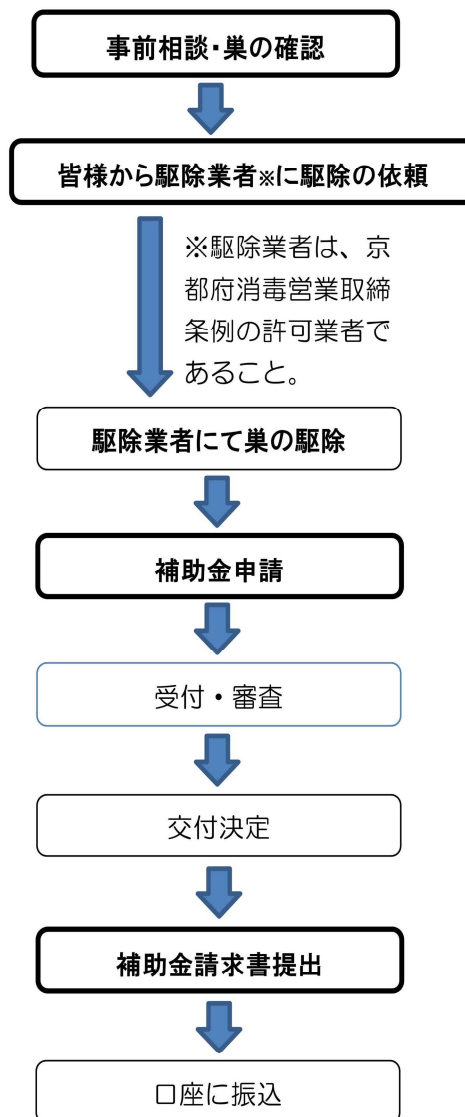 事前相談・巣の確認
皆様から駆除業者※に駆除の依頼
※駆除業者は、京
都府消毒営業取締
条例の許可業者で
あること。
駆除業者にて巣の駆除
補助金申請
受付・審査
交付決定
補助金請求書提出
口座に振込